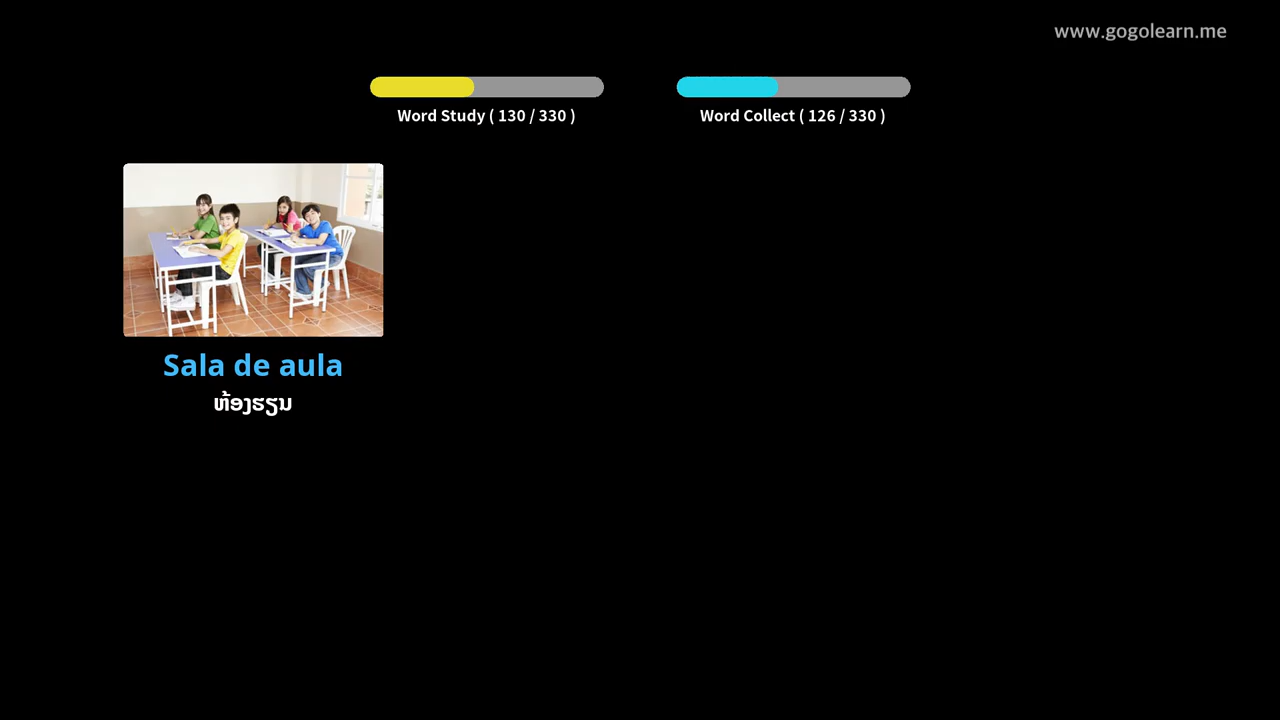 www.gogolearn.me
Word Study ( 130 / 330 )
Word Collect ( 126 / 330 )
Sala de aula
ຫ້ອງຮຽນ